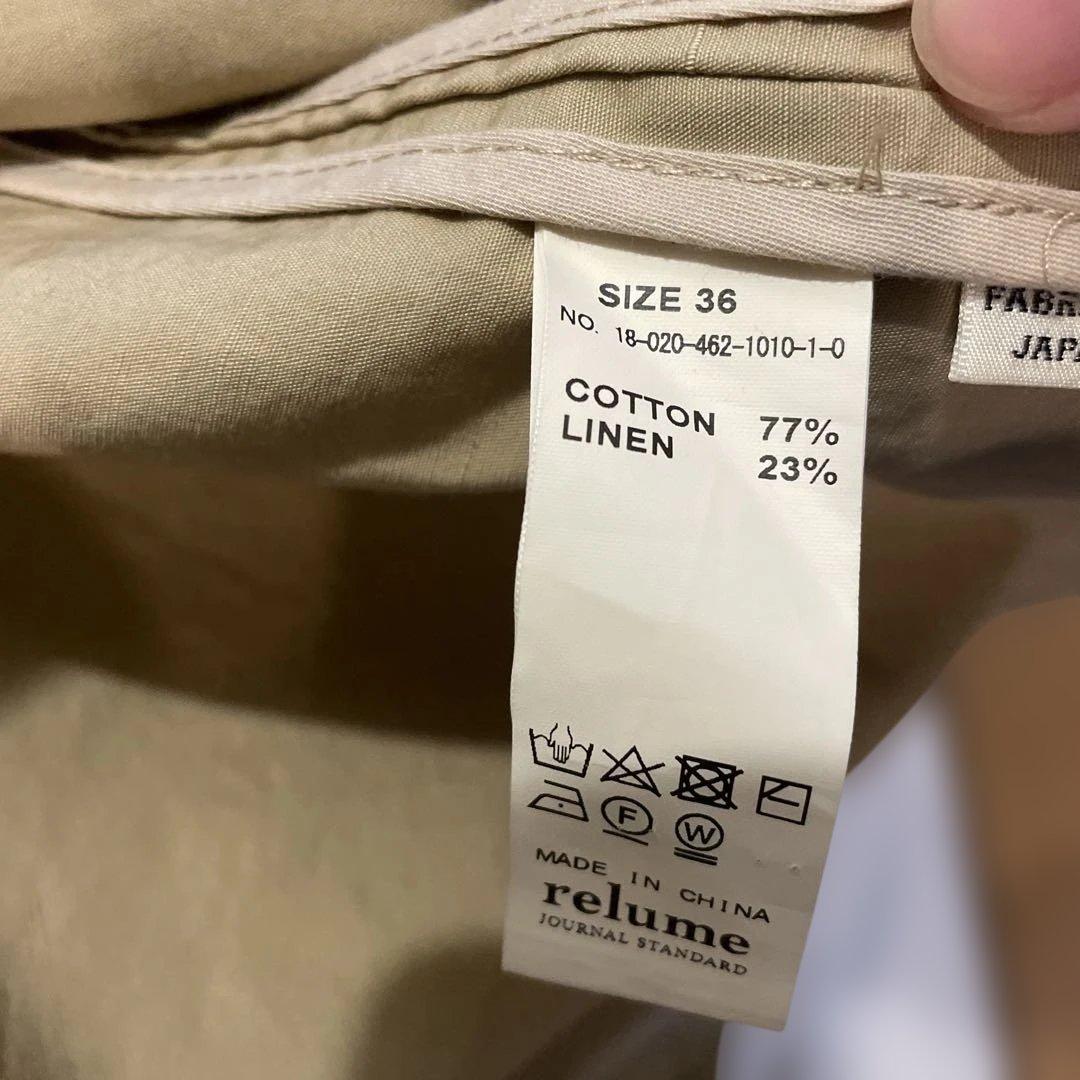 SIZE 36
NO. 18-020-462-1010-1-0
COTTON 77%
LINEN 23%
F
W
MADE IN CHINA
relume
JOURNAL STANDARD